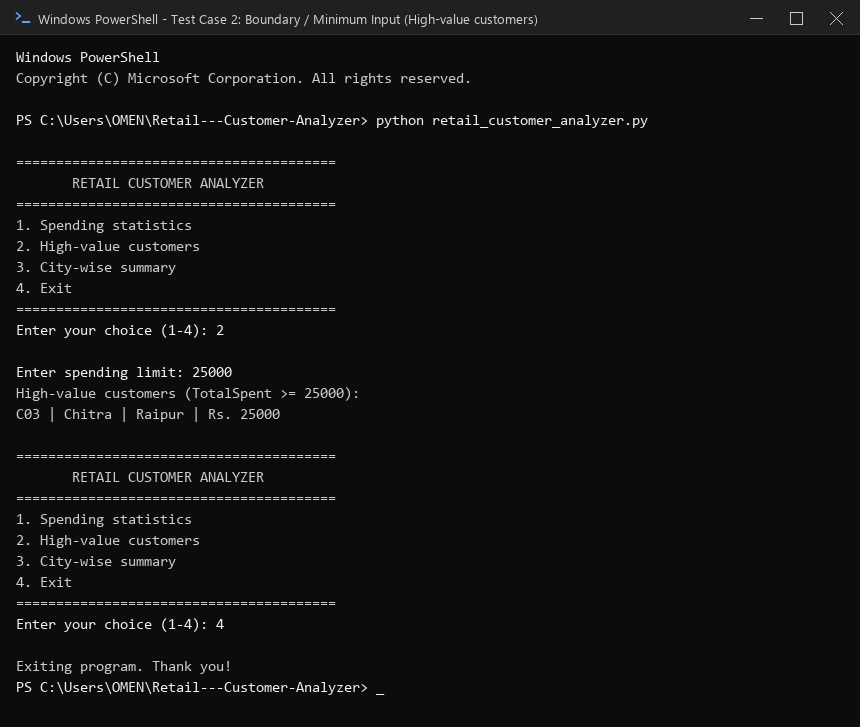 Windows PowerShell - Test Case 2: Boundary / Minimum Input (High-value customers)
Windows PowerShell
Copyright (C) Microsoft Corporation. All rights reserved.
PS C:\Users\OMEN\Retail---Customer-Analyzer> python retail_customer_analyzer.py
========================================
       RETAIL CUSTOMER ANALYZER
========================================
1. Spending statistics
2. High-value customers
3. City-wise summary
4. Exit
========================================
Enter your choice (1-4): 2
Enter spending limit: 25000
High-value customers (TotalSpent >= 25000):
C03 | Chitra | Raipur | Rs. 25000
========================================
       RETAIL CUSTOMER ANALYZER
========================================
1. Spending statistics
2. High-value customers
3. City-wise summary
4. Exit
========================================
Enter your choice (1-4): 4
Exiting program. Thank you!
PS C:\Users\OMEN\Retail---Customer-Analyzer> _